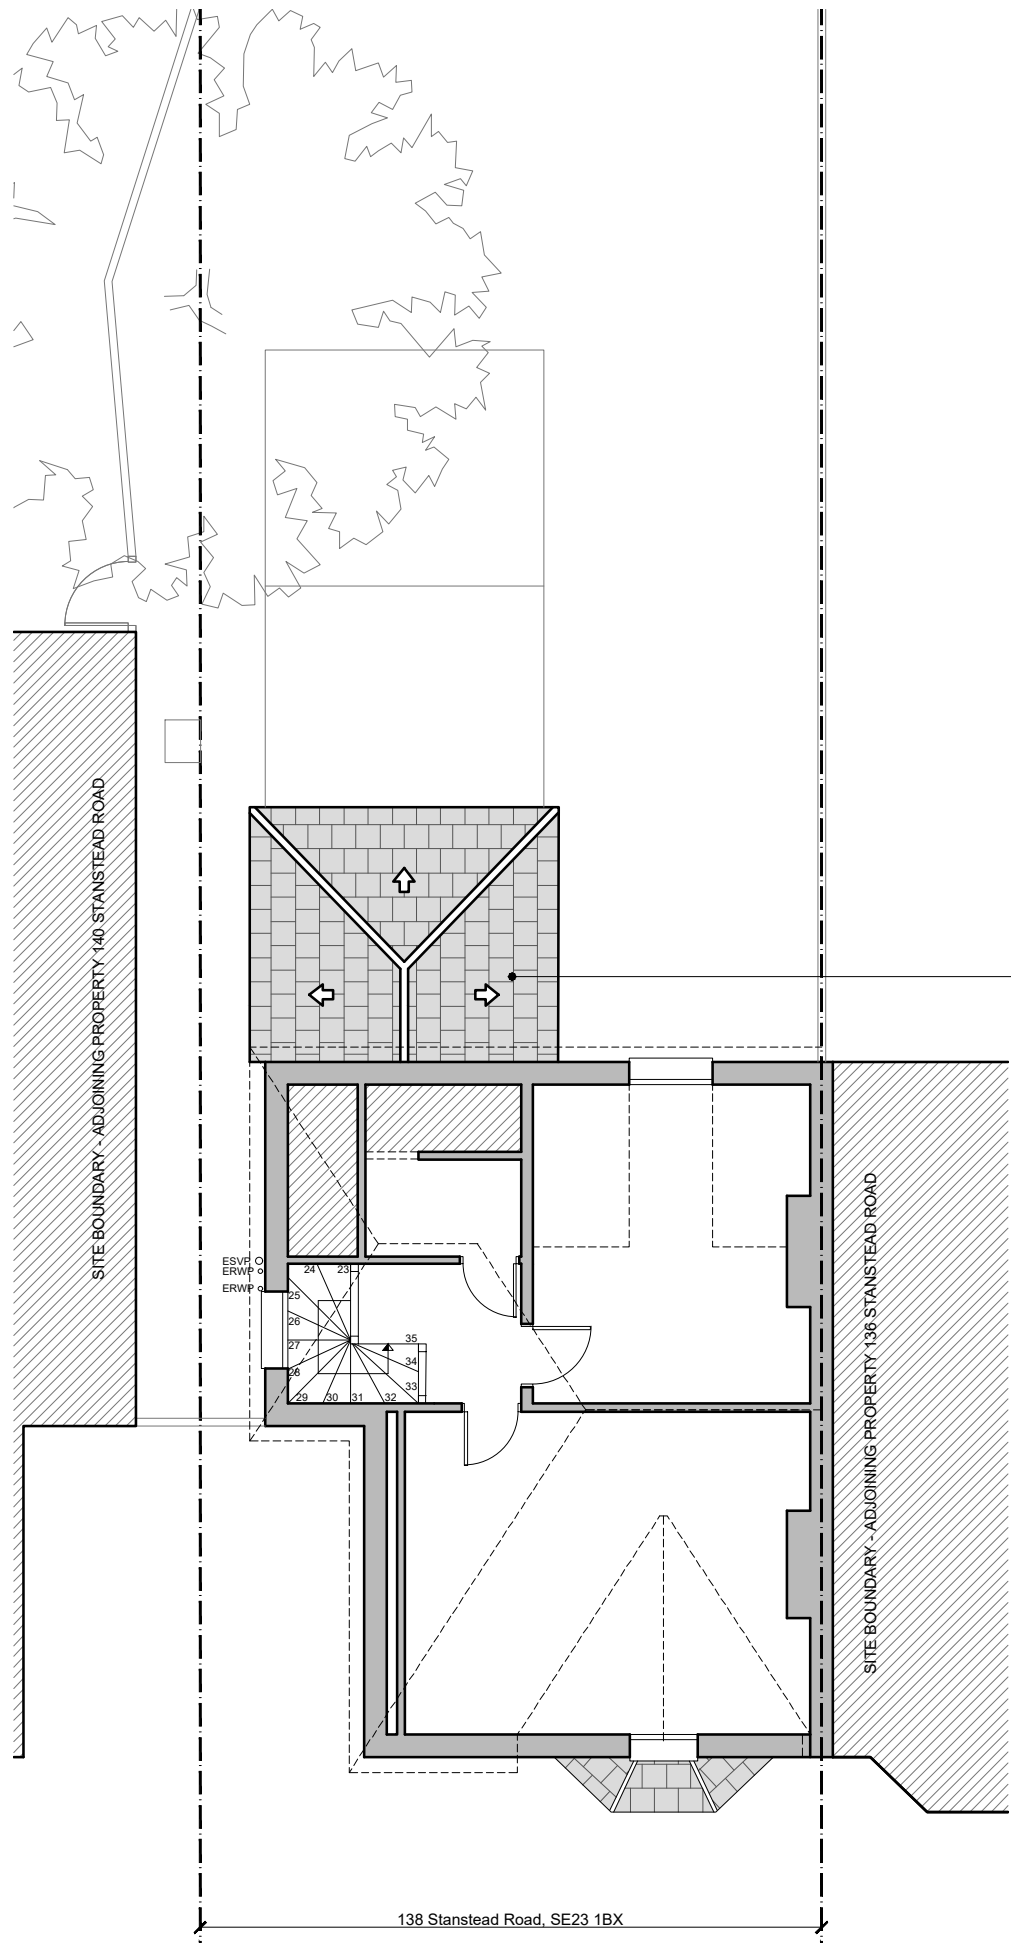 SITE BOUNDARY - ADJOINING PROPERTY 140 STANSTEAD ROAD
SITE BOUNDARY - ADJOINING PROPERTY 136 STANSTEAD ROAD
ESVP
ERWP
ERWP
24
23
25
26
27
28
29
30
31
32
33
34
35
138 Stanstead Road, SE23 1BX